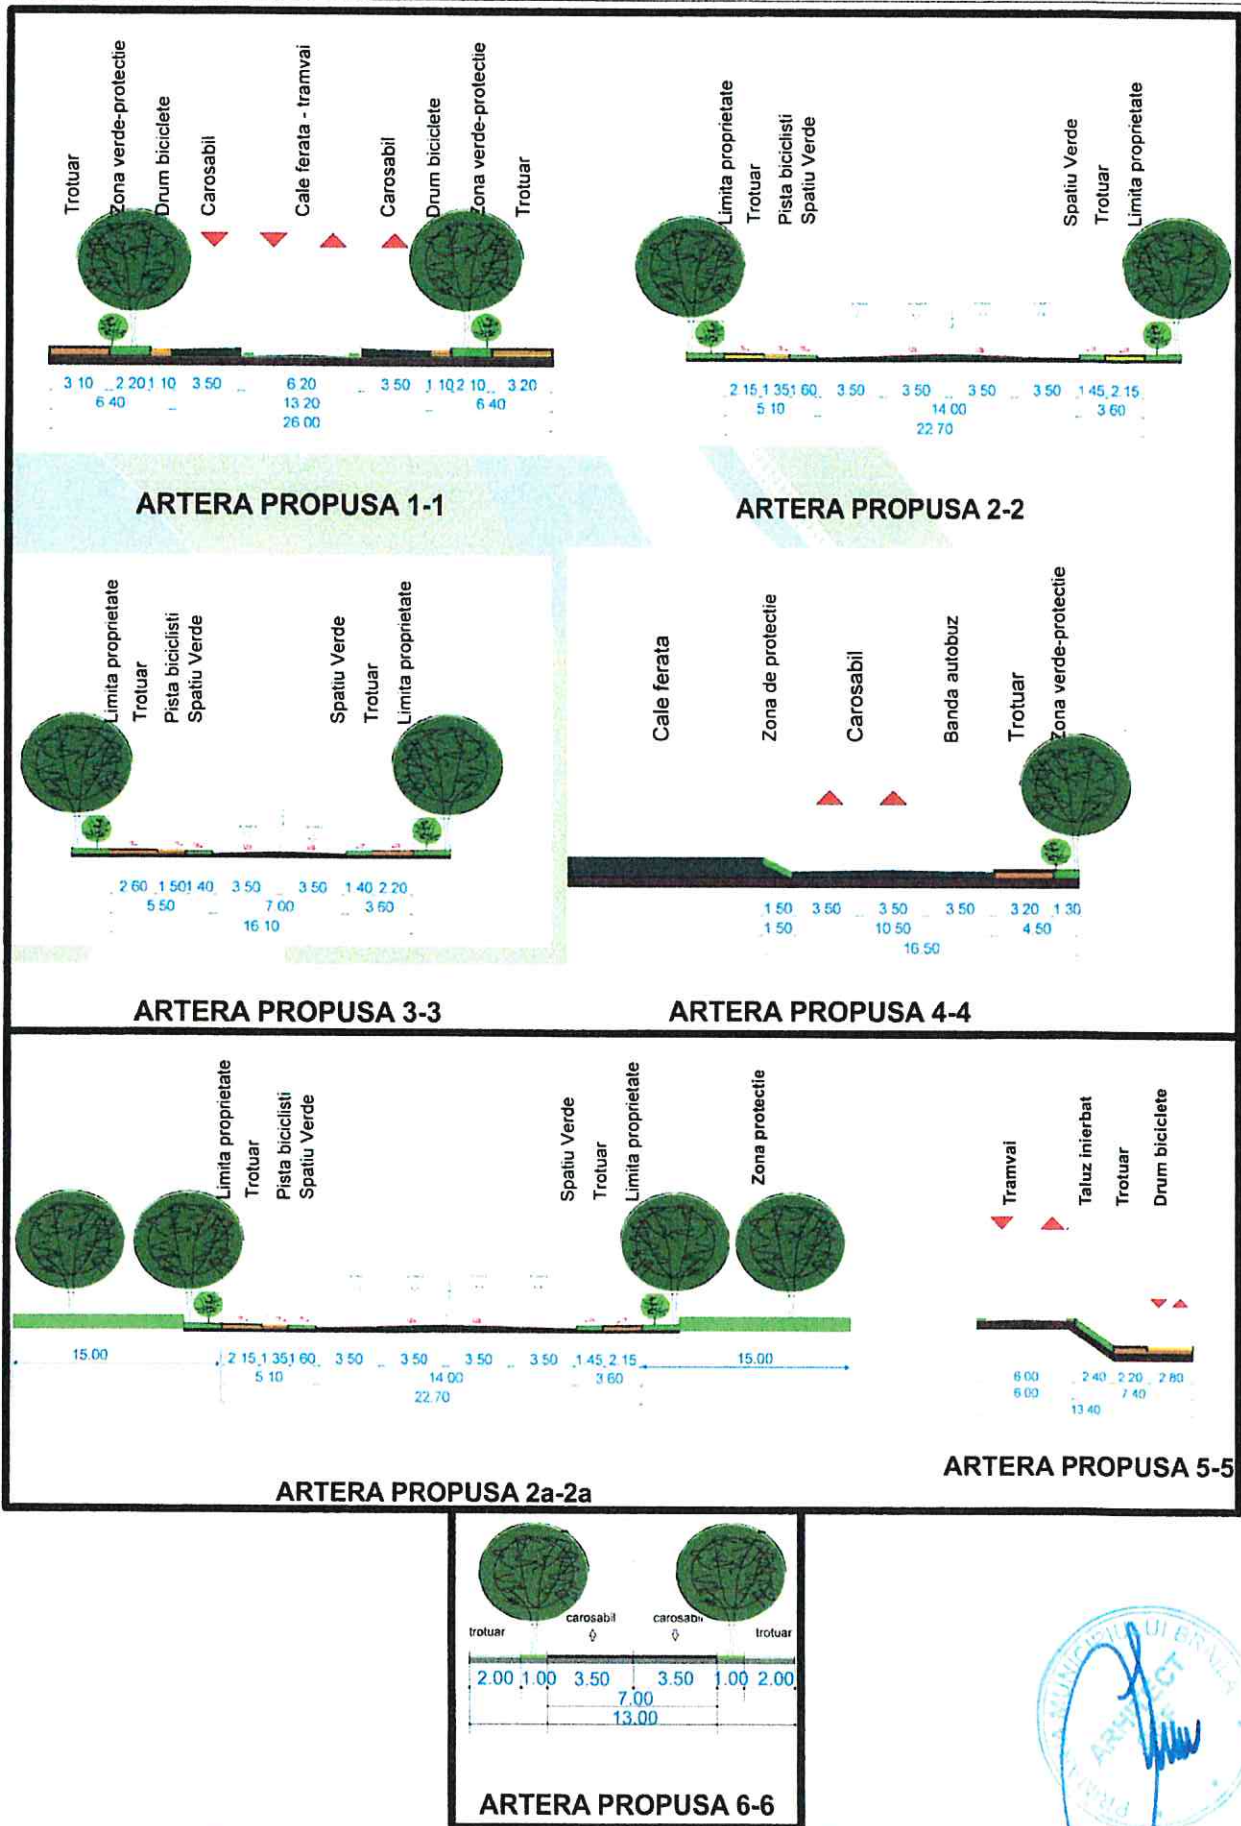 Trotuar
Zona verde-protectie
Drum biciclete
Carosabil
Cale ferata - tramvai
Carosabil
Drum biciclete
Zona verde-protectie
Trotuar
3 10 2 20 1 10 3 50 6 20 3 50 1 10 2 10 3 20
6 40 13 20 6 40
26 00
ARTERA PROPUSA 1-1
Limita proprietate
Trotuar
Pista biciclisti
Spatiu Verde
Spatiu Verde
Trotuar
Limita proprietate
2 15 1 35 1 60 3 50 3 50 3 50 3 50 1 45 2 15
5 10 14 00 3 60
22 70
ARTERA PROPUSA 2-2
Limita proprietate
Trotuar
Pista biciclisti
Spatiu Verde
Spatiu Verde
Trotuar
Limita proprietate
2 60 1 50 1 40 3 50 3 50 1 40 2 20
5 50 7 00 3 60
16 10
ARTERA PROPUSA 3-3
Cale ferata
Zona de protectie
Carosabil
Banda autobuz
Trotuar
Zona verde-protectie
1 50 3 50 3 50 3 50 3 20 1 30
1 50 10 50 4 50
16 50
ARTERA PROPUSA 4-4
Limita proprietate
Trotuar
Pista biciclisti
Spatiu Verde
Spatiu Verde
Trotuar
Limita proprietate
Zona protectie
15.00 2 15 1 35 1 60 3 50 3 50 3 50 3 50 1 45 2 15 15.00
5 10 14 00 3 60
22.70
ARTERA PROPUSA 2a-2a
Tramvai
Taluz inierbat
Trotuar
Drum biciclete
6 00 2 40 2 20 2 80
6 00 7 40
13 40
ARTERA PROPUSA 5-5
trotuar carosabil carosabil trotuar
2.00 1.00 3.50 3.50 1.00 2.00
7.00
13.00
ARTERA PROPUSA 6-6
MUNICIPIULUI BRAILA
ARHITECT